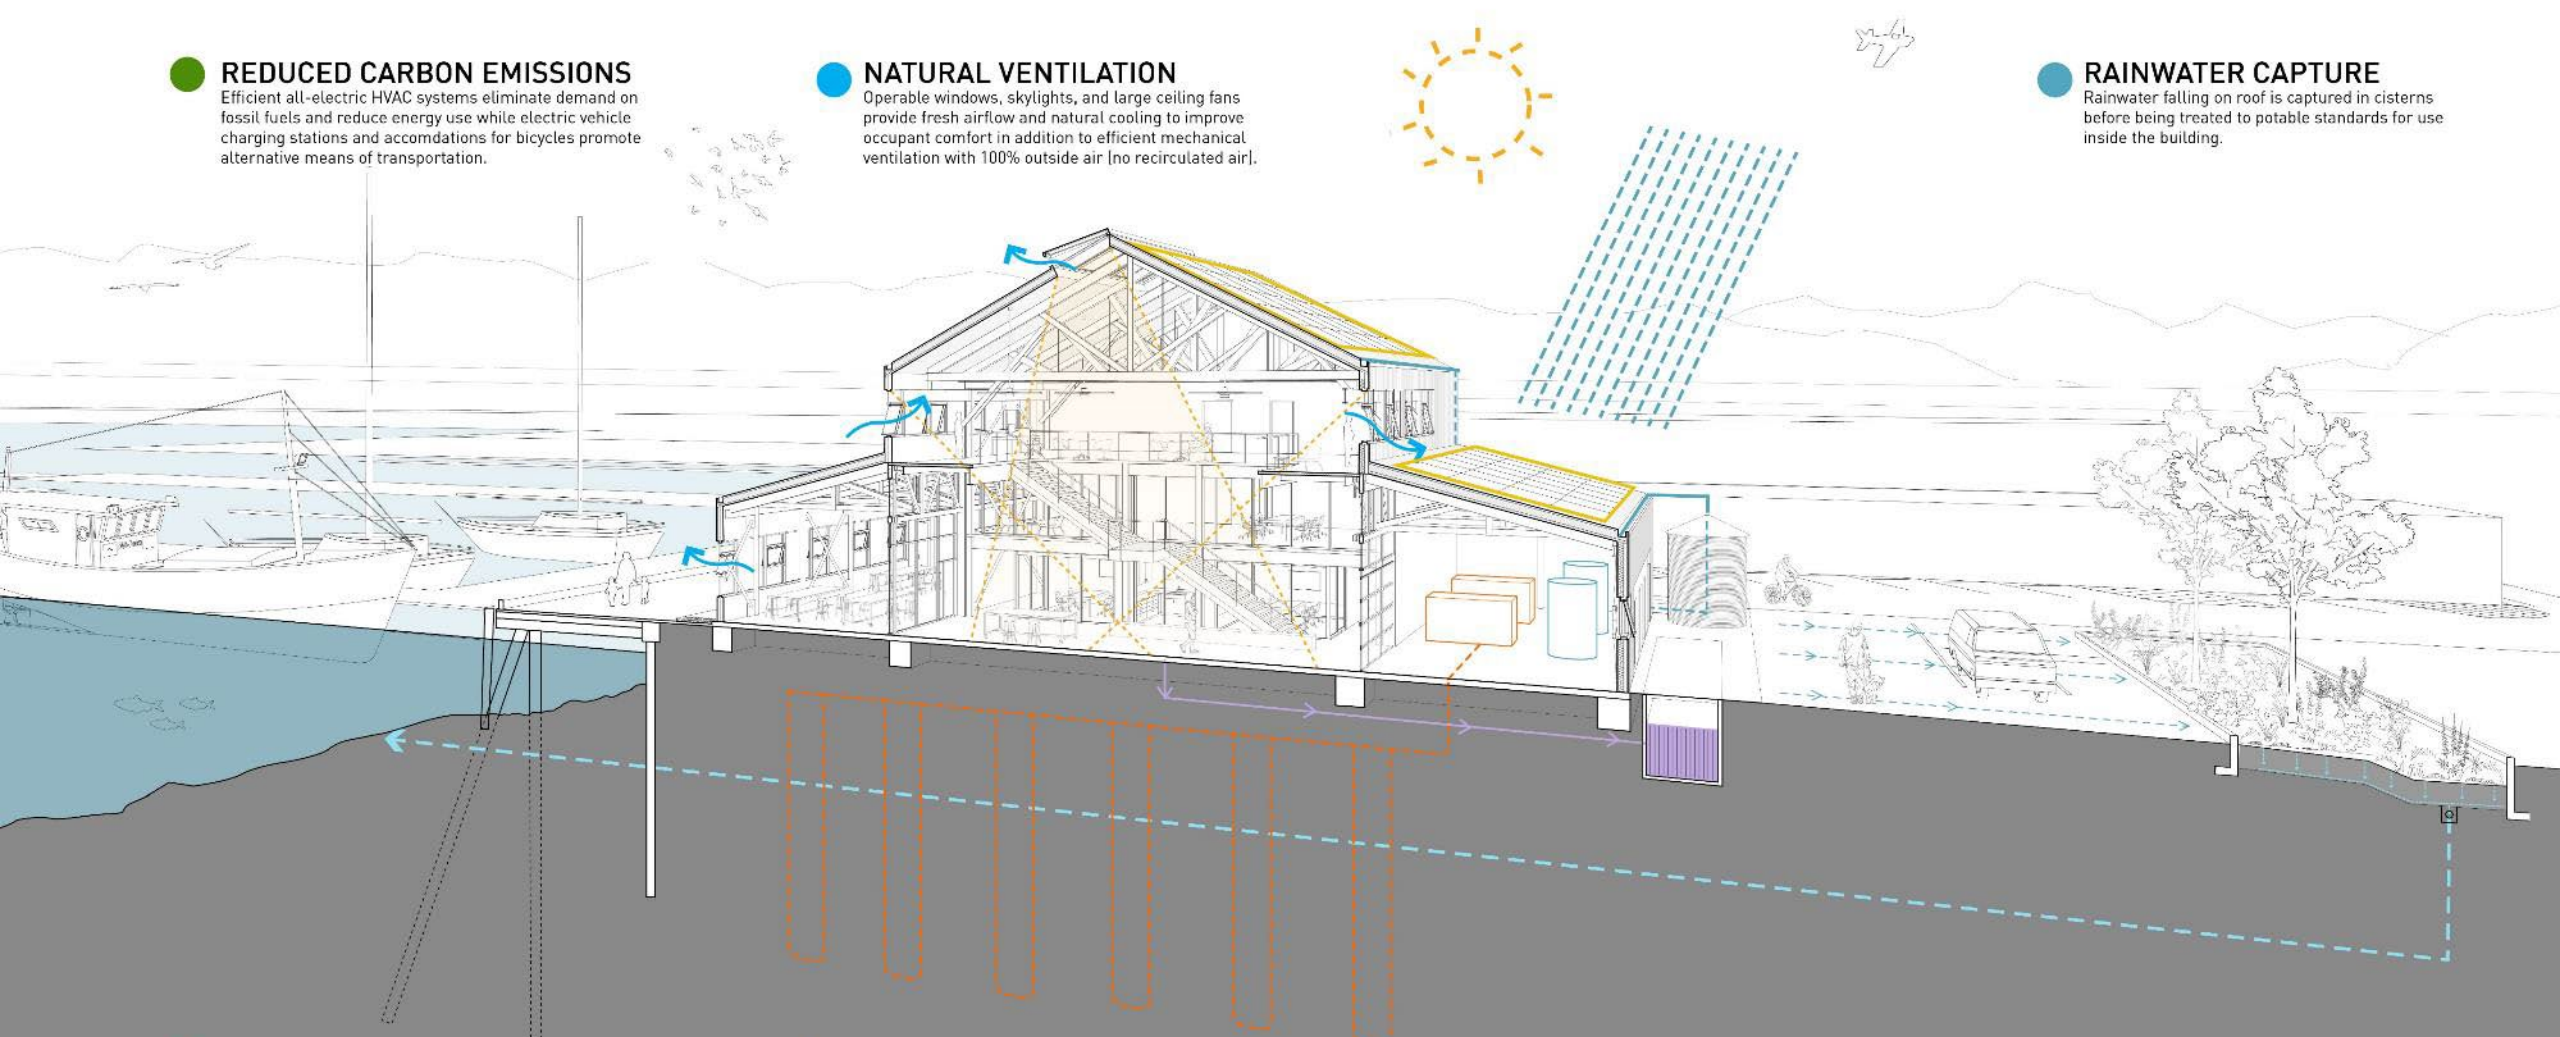 REDUCED CARBON EMISSIONS
Efficient all-electric HVAC systems eliminate demand on
fossil fuels and reduce energy use while electric vehicle
charging stations and accomdations for bicycles promote
alternative means of transportation.
NATURAL VENTILATION
Operable windows, skylights, and large ceiling fans
provide fresh airflow and natural cooling to improve
occupant comfort in addition to efficient mechanical
ventilation with 100% outside air (no recirculated air).
RAINWATER CAPTURE
Rainwater falling on roof is captured in cisterns
before being treated to potable standards for use
inside the building.